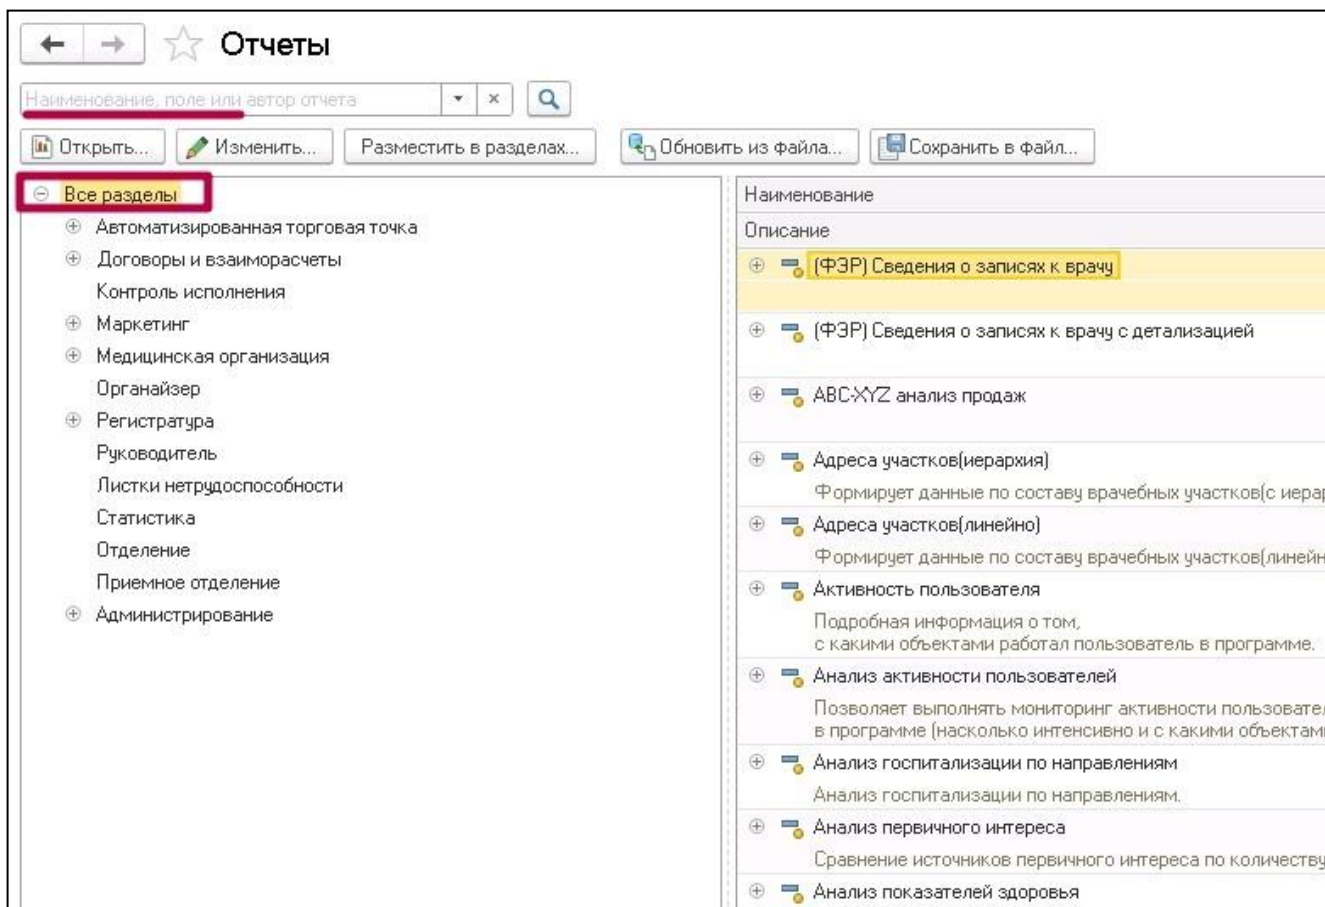 Отчеты
Наименование, поле или автор отчета
Открыть... Изменить... Разместить в разделах... Обновить из файла... Сохранить в файл...
Все разделы
Автоматизированная торговая точка
Договоры и взаиморасчеты
Контроль исполнения
Маркетинг
Медицинская организация
Органайзер
Регистратура
Руководитель
Листки нетрудоспособности
Статистика
Отделение
Приемное отделение
Администрирование
Наименование
Описание
(ФЭР) Сведения о записях к врачу
(ФЭР) Сведения о записях к врачу с детализацией
ABC-XYZ анализ продаж
Адреса участков(иерархия)
Формирует данные по составу врачебных участков(с иерар
Адреса участков(линейно)
Формирует данные по составу врачебных участков(линейн
Активность пользователя
Подробная информация о том,
с какими объектами работал пользователь в программе.
Анализ активности пользователей
Позволяет выполнять мониторинг активности пользовател
в программе (насколько интенсивно и с какими объектам
Анализ госпитализации по направлениям
Анализ госпитализации по направлениям.
Анализ первичного интереса
Сравнение источников первичного интереса по количеству
Анализ показателей здоровья